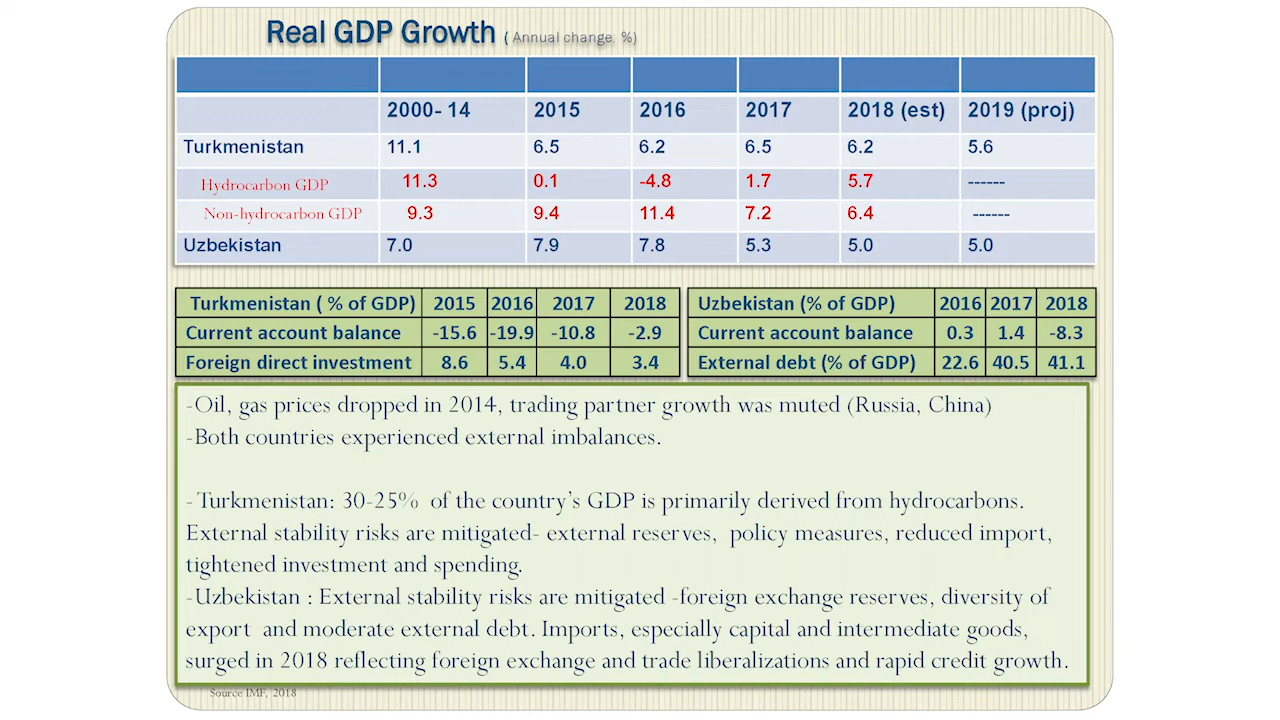 Real GDP Growth ( Annual change; %)
2000- 14 2015 2016 2017 2018 (est) 2019 (proj)
Turkmenistan 11.1 6.5 6.2 6.5 6.2 5.6
Hydrocarbon GDP 11.3 0.1 -4.8 1.7 5.7 ------
Non-hydrocarbon GDP 9.3 9.4 11.4 7.2 6.4 ------
Uzbekistan 7.0 7.9 7.8 5.3 5.0 5.0
Turkmenistan ( % of GDP) 2015 2016 2017 2018
Current account balance -15.6 -19.9 -10.8 -2.9
Foreign direct investment 8.6 5.4 4.0 3.4
Uzbekistan (% of GDP) 2016 2017 2018
Current account balance 0.3 1.4 -8.3
External debt (% of GDP) 22.6 40.5 41.1
-Oil, gas prices dropped in 2014, trading partner growth was muted (Russia, China)
-Both countries experienced external imbalances.
- Turkmenistan: 30-25% of the country's GDP is primarily derived from hydrocarbons.
External stability risks are mitigated- external reserves, policy measures, reduced import,
tightened investment and spending.
-Uzbekistan : External stability risks are mitigated -foreign exchange reserves, diversity of
export and moderate external debt. Imports, especially capital and intermediate goods,
surged in 2018 reflecting foreign exchange and trade liberalizations and rapid credit growth.
Source IMF, 2018